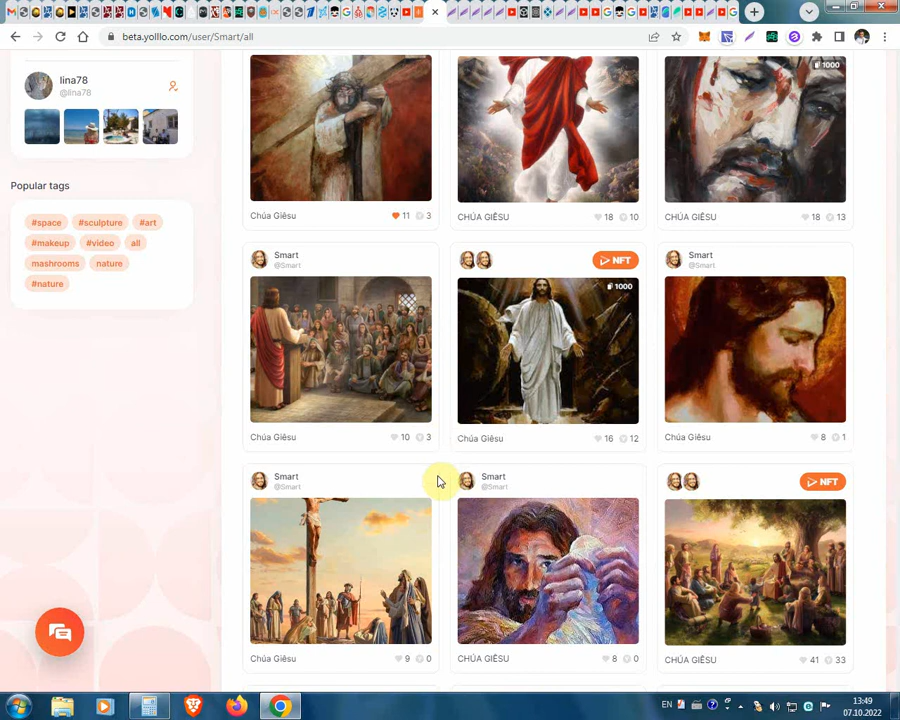 beta.yolllo.com/user/Smart/all
lina78
@lina78
Popular tags
#space
#sculpture
#art
#makeup
#video
all
mashrooms
nature
#nature
Chúa Giêsu
11
3
CHÚA GIÊSU
18
10
1000
CHÚA GIÊSU
18
13
Smart
@Smart
Chúa Giêsu
10
3
NFT
1000
Chúa Giêsu
16
12
Smart
@Smart
Chúa Giêsu
8
1
Smart
@Smart
Chúa Giêsu
9
0
Smart
@Smart
CHÚA GIÊSU
8
0
NFT
CHÚA GIÊSU
41
33
EN
13:49
07.10.2022